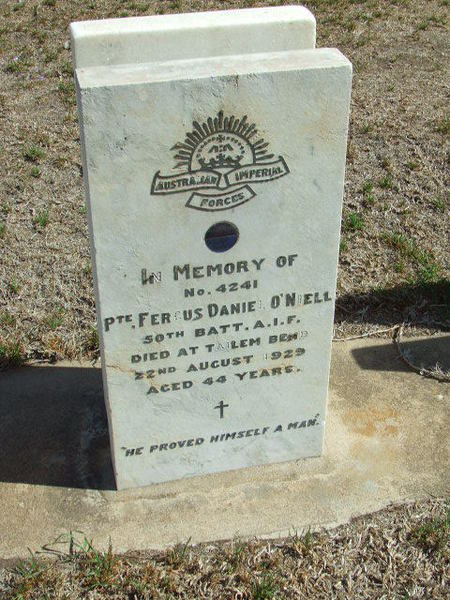 AUSTRALIAN IMPERIAL
FORCES
IN MEMORY OF
No. 4241
PTE. FERGUS DANIEL O'NEILL
50TH BATT. A.I.F.
DIED AT TAILEM BEND
22ND AUGUST 1929
AGED 44 YEARS.
"HE PROVED HIMSELF A MAN."